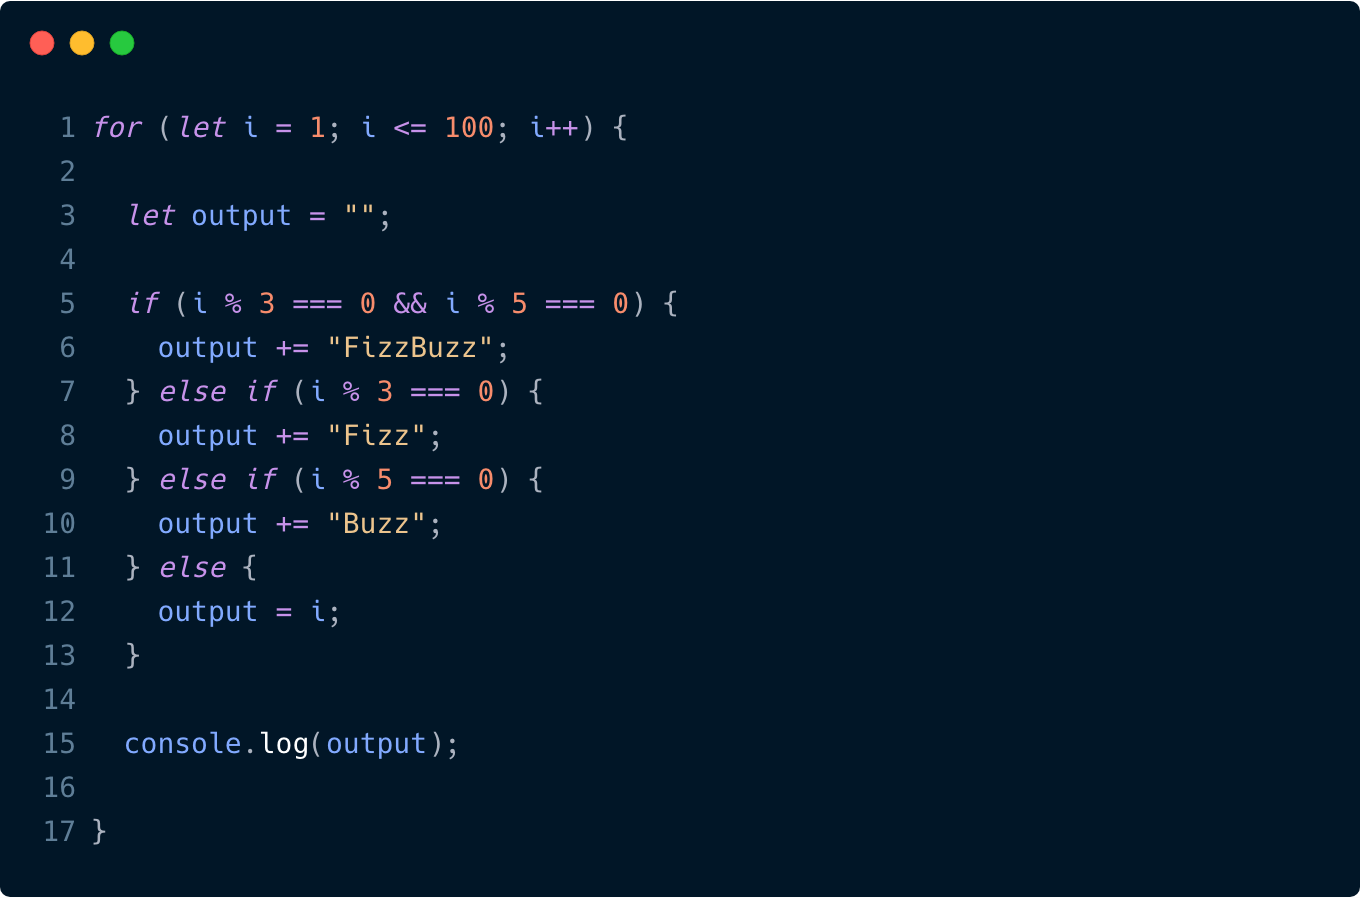 1 for (let i = 1; i <= 100; i++) {
2
3   let output = "";
4
5   if (i % 3 === 0 && i % 5 === 0) {
6     output += "FizzBuzz";
7   } else if (i % 3 === 0) {
8     output += "Fizz";
9   } else if (i % 5 === 0) {
10     output += "Buzz";
11   } else {
12     output = i;
13   }
14
15   console.log(output);
16
17 }